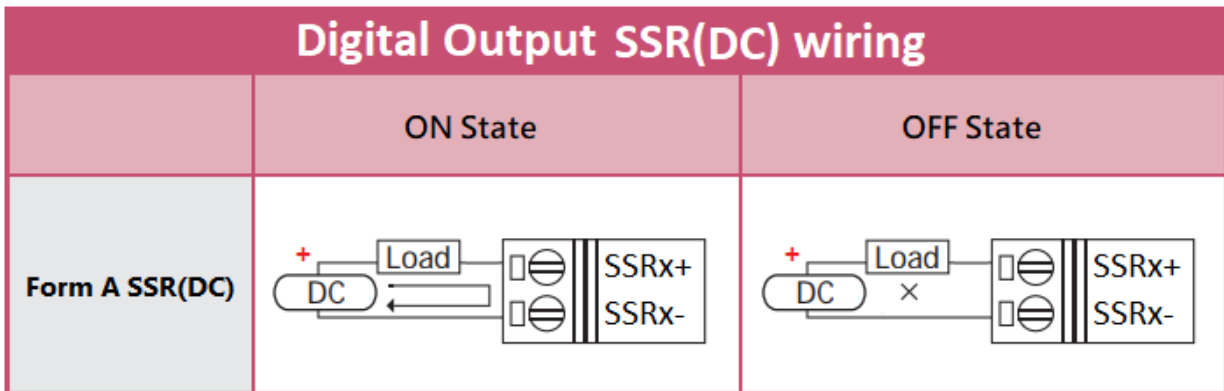 Digital Output SSR(DC) wiring
ON State
OFF State
Form A SSR(DC)
+
Load
DC
SSRx+
SSRx-
+
Load
DC
×
SSRx+
SSRx-